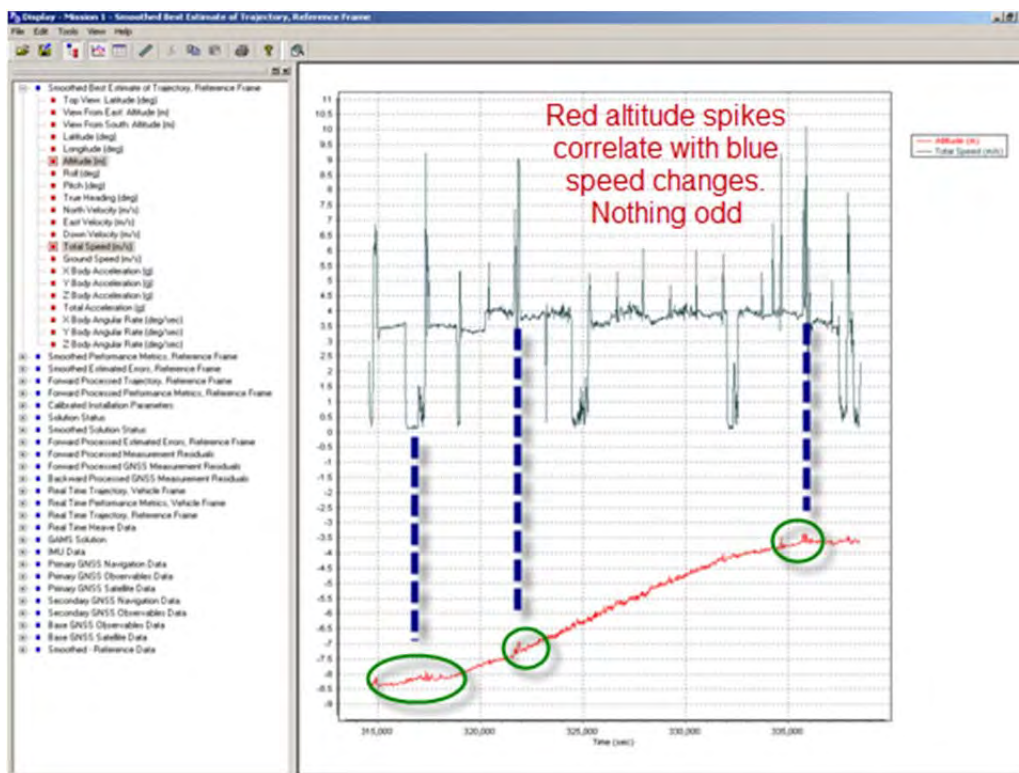 Display - Mission 1 - Smoothed Best Estimate of Trajectory, Reference Frame
File Edit Tools View Help
Smoothed Best Estimate of Trajectory, Reference Frame
Top View: Latitude (deg)
View From East: Altitude (m)
View From South: Altitude (m)
Latitude (deg)
Longitude (deg)
Altitude (m)
Roll (deg)
Pitch (deg)
True Heading (deg)
North Velocity (m/s)
East Velocity (m/s)
Down Velocity (m/s)
Total Speed (m/s)
Ground Speed (m/s)
X Body Acceleration (g)
Y Body Acceleration (g)
Z Body Acceleration (g)
Total Acceleration (g)
X Body Angular Rate (deg/sec)
Y Body Angular Rate (deg/sec)
Z Body Angular Rate (deg/sec)
Smoothed Performance Metrics, Reference Frame
Smoothed Estimated Errors, Reference Frame
Forward Processed Trajectory, Reference Frame
Forward Processed Performance Metrics, Reference Frame
Calibrated Installation Parameters
Solution Status
Smoothed Solution Status
Forward Processed Estimated Errors, Reference Frame
Forward Processed Measurement Residuals
Forward Processed GNSS Measurement Residuals
Backward Processed GNSS Measurement Residuals
Real Time Trajectory, Vehicle Frame
Real Time Performance Metrics, Vehicle Frame
Real Time Trajectory, Reference Frame
Real Time Heave Data
GAMS Solution
IMU Data
Primary GNSS Navigation Data
Primary GNSS Observables Data
Primary GNSS Satellite Data
Secondary GNSS Navigation Data
Secondary GNSS Observables Data
Base GNSS Observables Data
Base GNSS Satellite Data
Smoothed - Reference Data
Red altitude spikes
correlate with blue
speed changes.
Nothing odd
Altitude (m)
Total Speed (m/s)
11
10.5
10
9.5
9
8.5
8
7.5
7
6.5
6
5.5
5
4.5
4
3.5
3
2.5
2
1.5
1
0.5
0
-0.5
-1
-1.5
-2
-2.5
-3
-3.5
-4
-4.5
-5
-5.5
-6
-6.5
-7
-7.5
-8
-8.5
-9
315,000 320,000 325,000 330,000 335,000
Time (sec)